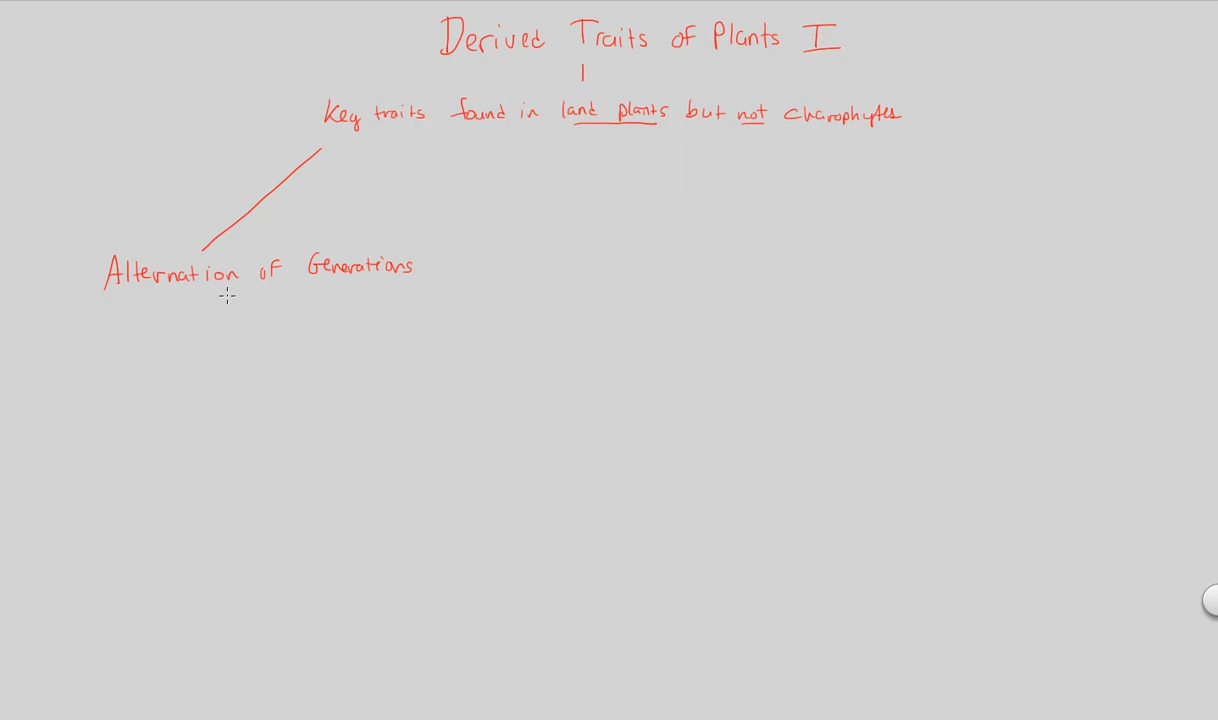 Derived Traits of Plants I
Key traits found in land plants but not charophytes
Alternation of Generations